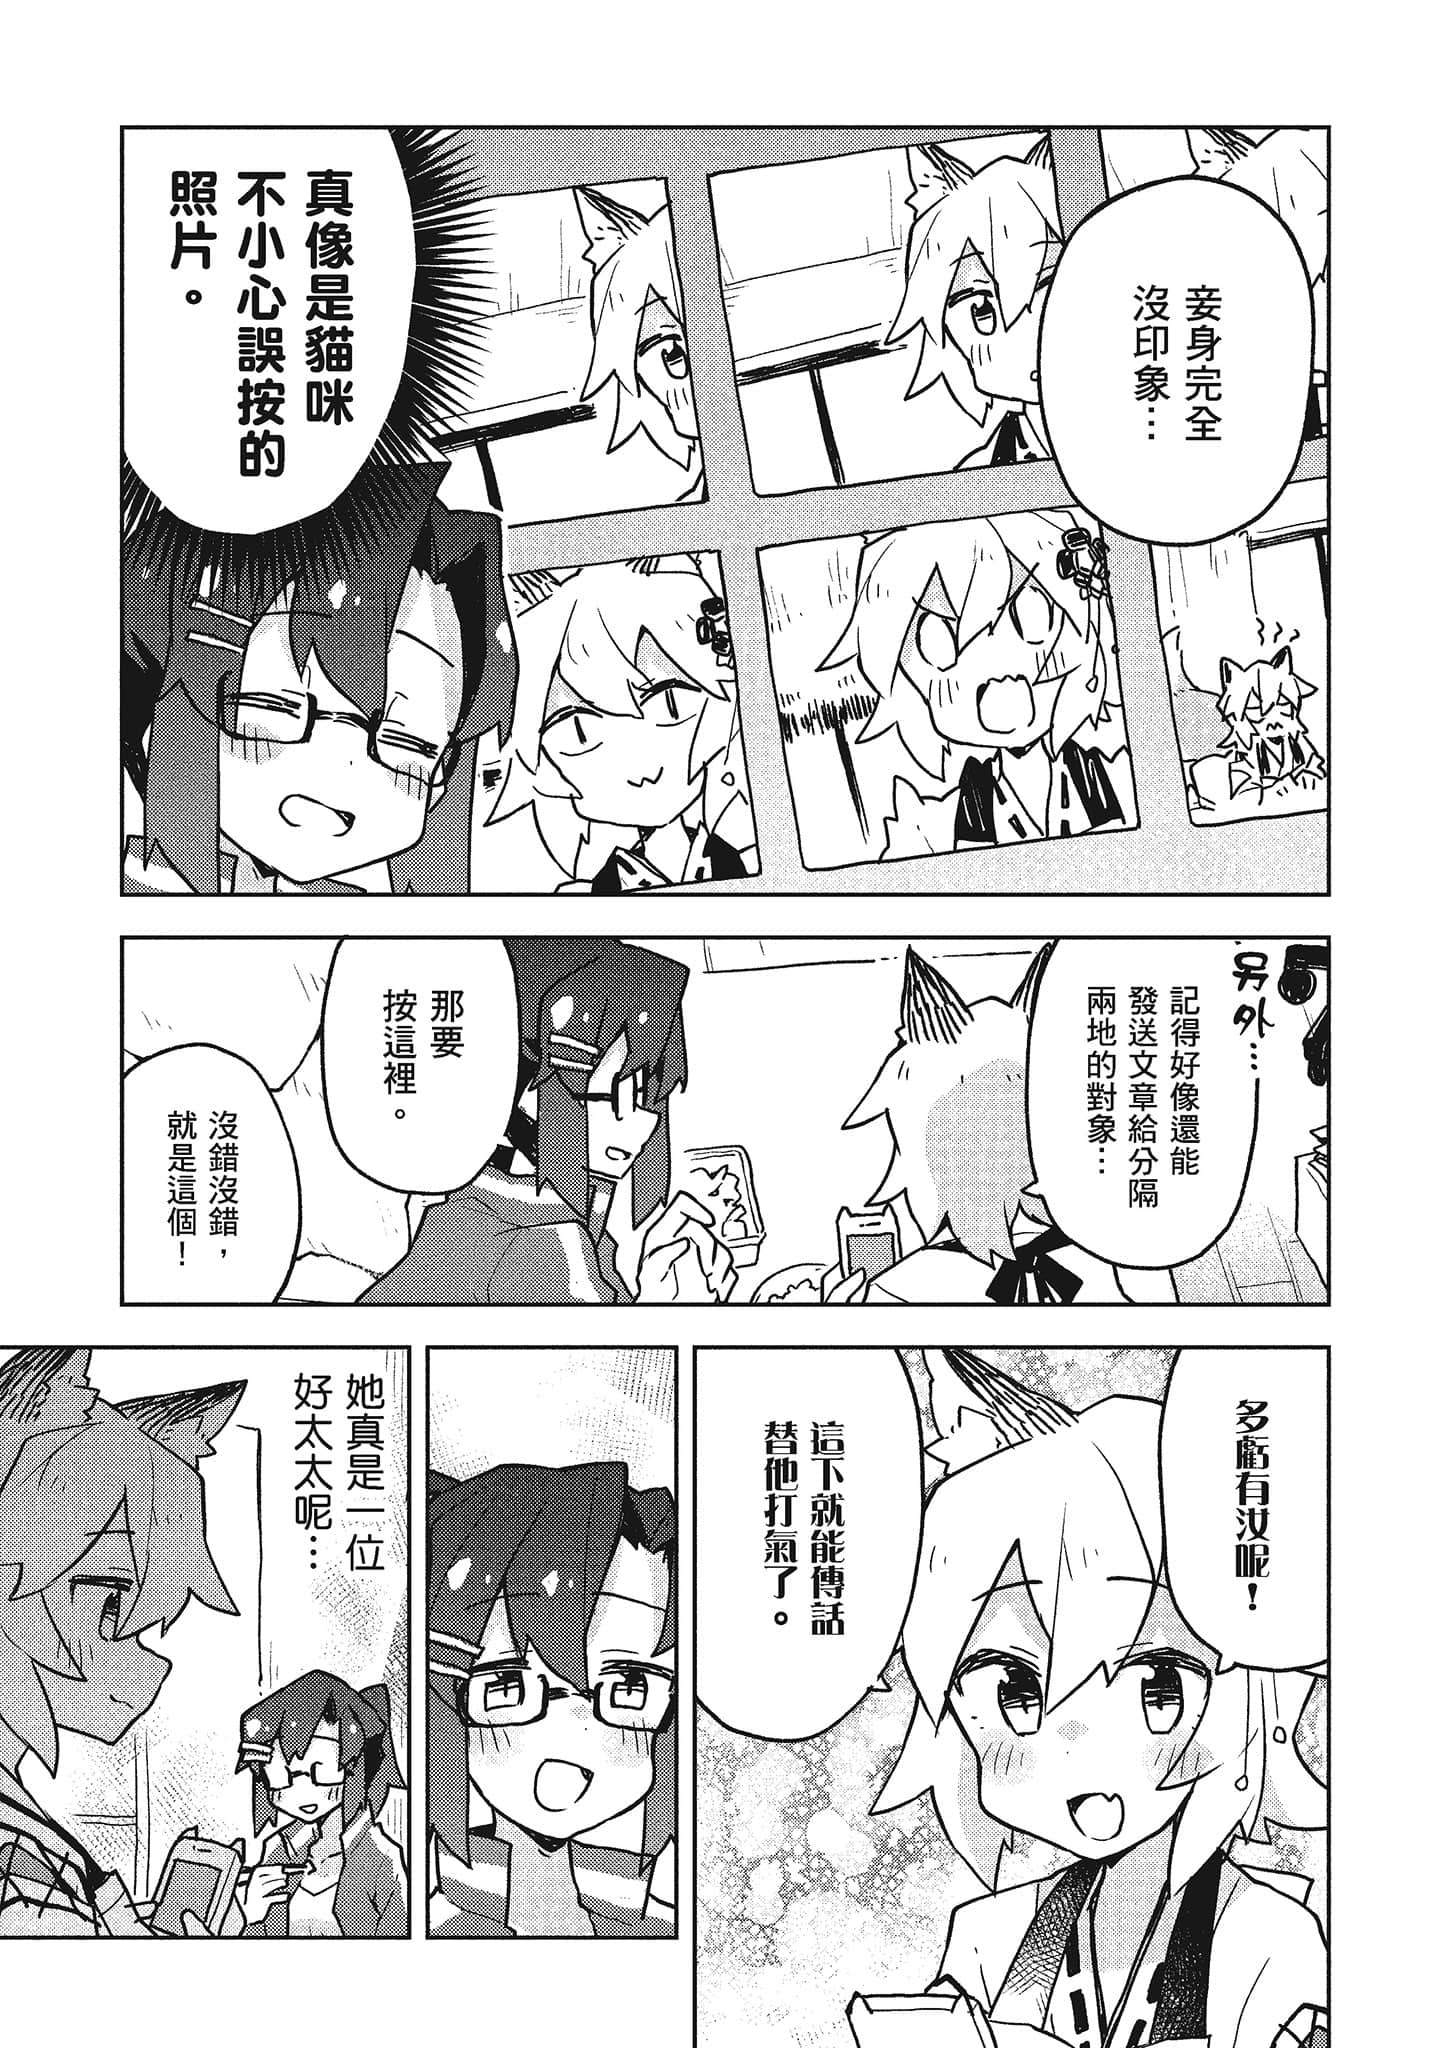 妾身完全
沒印象…
真像是貓咪
不小心誤按的
照片。
另外…
記得好像還能
發送文章給分隔
兩地的對象…
那要
按這裡。
沒錯沒錯，
就是這個！
多虧有汝呢！
這下就能傳話
替他打氣了。
她真是一位
好太太呢…